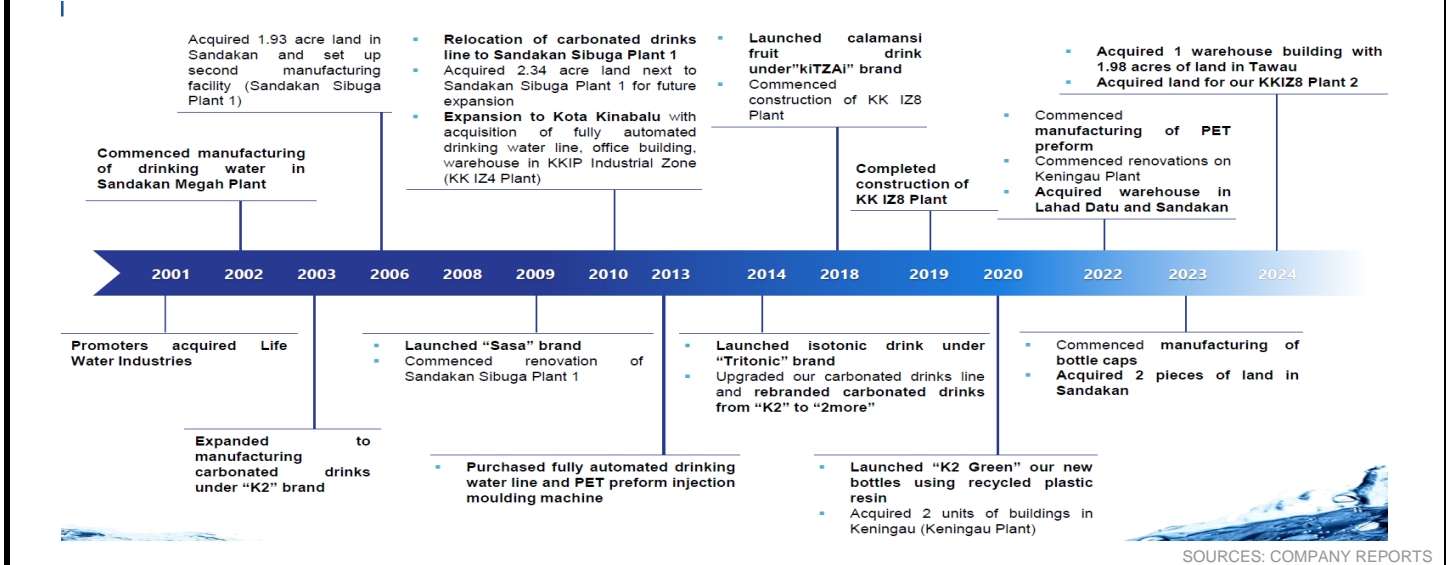 Acquired 1.93 acre land in
Sandakan and set up
second manufacturing
facility (Sandakan Sibuga
Plant 1)
▪ Relocation of carbonated drinks
line to Sandakan Sibuga Plant 1
▪ Acquired 2.34 acre land next to
Sandakan Sibuga Plant 1 for future
expansion
▪ Expansion to Kota Kinabalu with
acquisition of fully automated
drinking water line, office building,
warehouse in KKIP Industrial Zone
(KK IZ4 Plant)
▪ Launched calamansi
fruit drink
under"kiTZAi" brand
▪ Commenced
construction of KK IZ8
Plant
▪ Acquired 1 warehouse building with
1.98 acres of land in Tawau
▪ Acquired land for our KKIZ8 Plant 2
Commenced manufacturing
of drinking water in
Sandakan Megah Plant
Completed
construction of
KK IZ8 Plant
▪ Commenced
manufacturing of PET
preform
▪ Commenced renovations on
Keningau Plant
▪ Acquired warehouse in
Lahad Datu and Sandakan
2001 2002 2003 2006 2008 2009 2010 2013 2014 2018 2019 2020 2022 2023 2024
Promoters acquired Life
Water Industries
▪ Launched “Sasa” brand
▪ Commenced renovation of
Sandakan Sibuga Plant 1
▪ Launched isotonic drink under
“Tritonic” brand
▪ Upgraded our carbonated drinks line
and rebranded carbonated drinks
from “K2” to “2more”
▪ Commenced manufacturing of
bottle caps
▪ Acquired 2 pieces of land in
Sandakan
Expanded to
manufacturing
carbonated drinks
under “K2” brand
▪ Purchased fully automated drinking
water line and PET preform injection
moulding machine
▪ Launched “K2 Green” our new
bottles using recycled plastic
resin
▪ Acquired 2 units of buildings in
Keningau (Keningau Plant)
SOURCES: COMPANY REPORTS